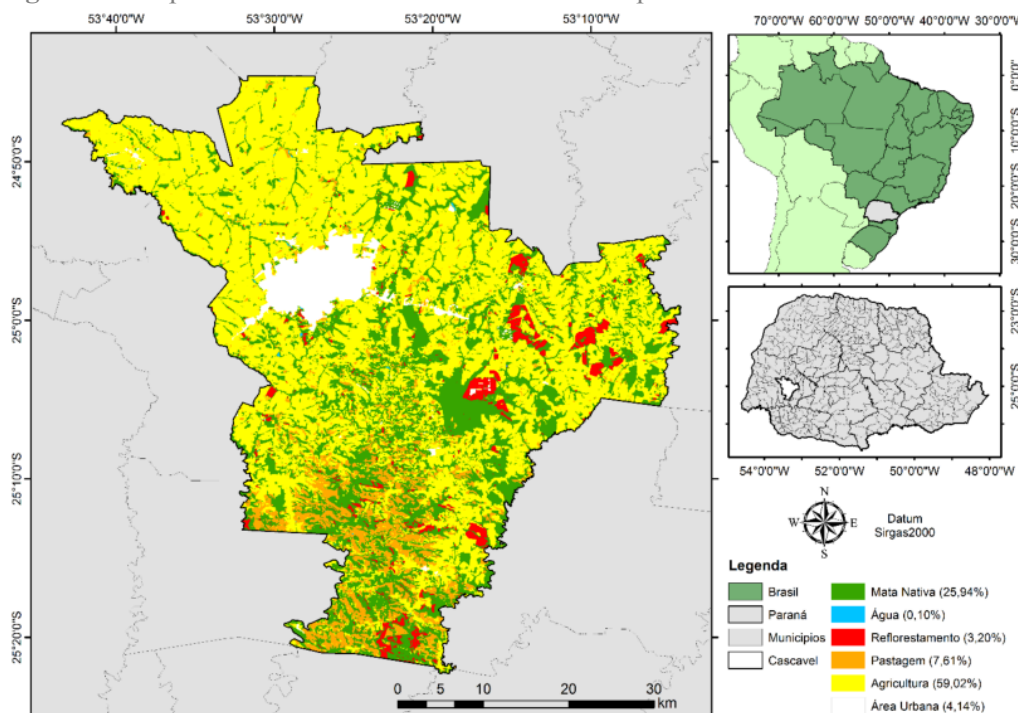 53°40'0"W 53°30'0"W 53°20'0"W 53°10'0"W
24°50'0"S
25°0'0"S
25°10'0"S
25°20'0"S
0 5 10 20 30
km
70°0'0"W 60°0'0"W 50°0'0"W 40°0'0"W 30°0'0"W
0°0'0"
10°0'0"S
20°0'0"S
30°0'0"S
23°0'0"S
25°0'0"S
54°0'0"W 52°0'0"W 50°0'0"W 48°0'0"W
N
W E
S
Datum
Sirgas2000
Legenda
Brasil
Paraná
Municipios
Cascavel
Mata Nativa (25,94%)
Água (0,10%)
Reflorestamento (3,20%)
Pastagem (7,61%)
Agricultura (59,02%)
Área Urbana (4,14%)